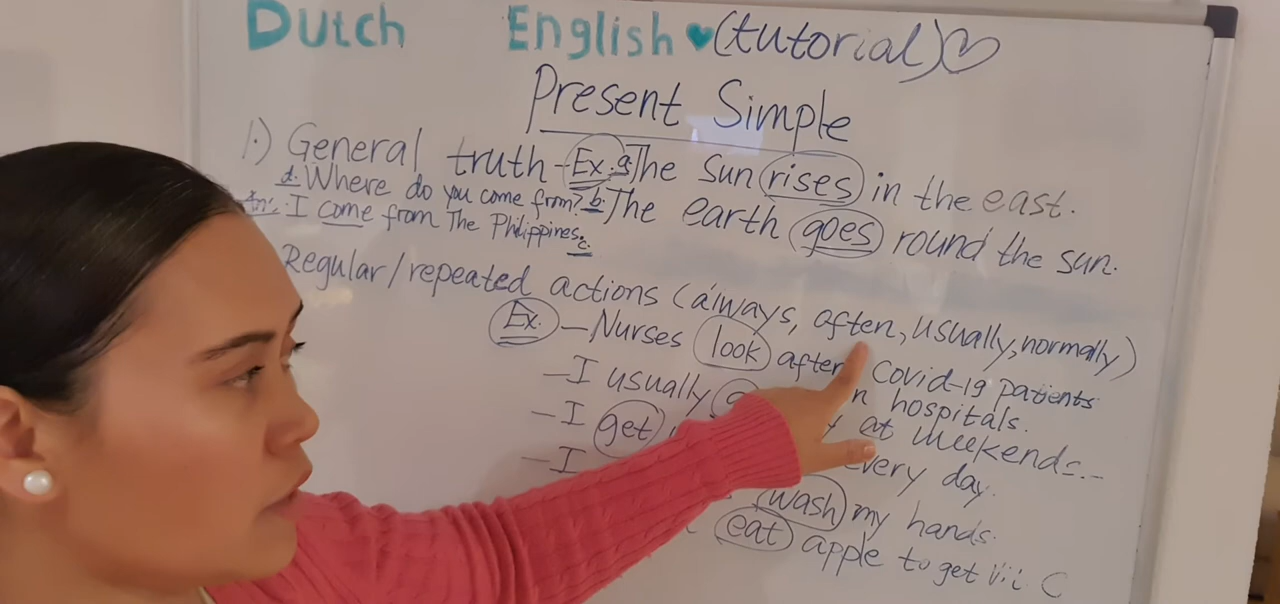 Dutch English (tutorial)
Present Simple
1.) General truth - Ex. a. The sun rises in the east.
d. Where do you come from? b. The earth goes round the sun.
I come from The Philippines. c.
Regular/repeated actions (always, often, usually, normally)
Ex. - Nurses look after Covid-19 patients
- I usually n hospitals.
- I get at weekends.-
- I every day.
wash my hands.
eat apple to get vit C